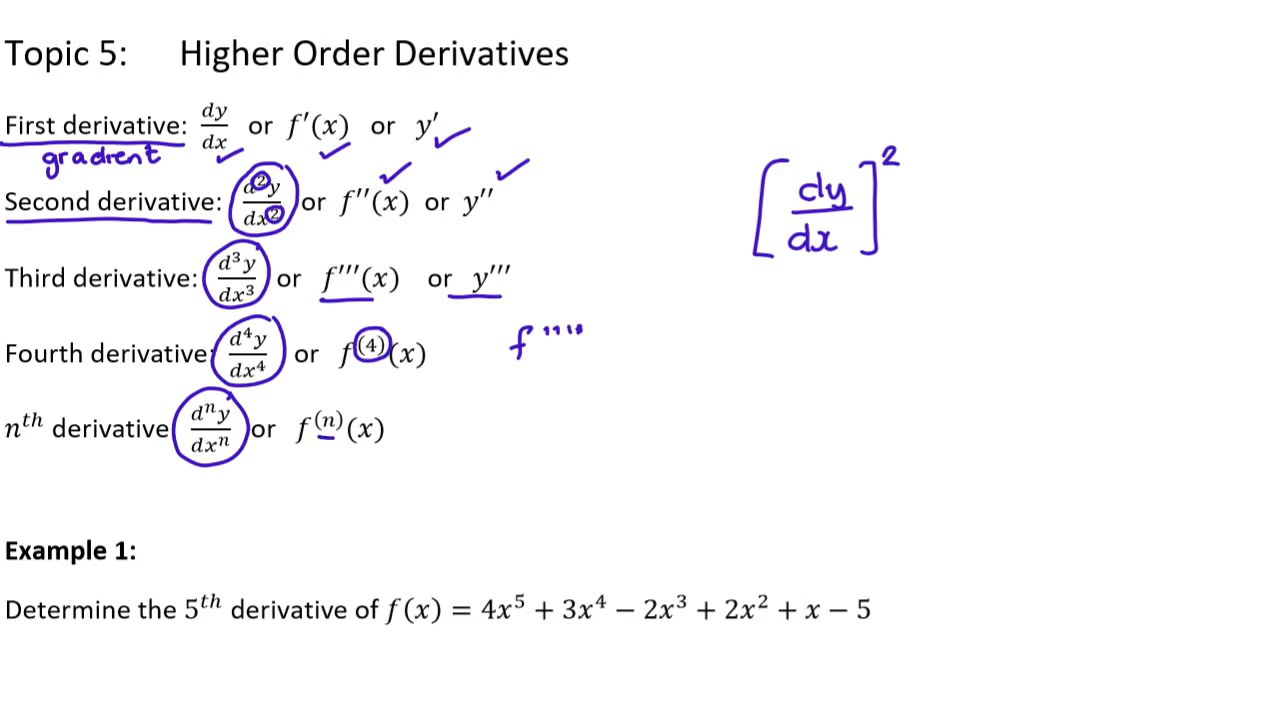 Topic 5: Higher Order Derivatives
First derivative: dy/dx or f′(x) or y′
gradient
Second derivative: d²y/dx² or f′′(x) or y′′
[dy/dx]²
Third derivative: d³y/dx³ or f′′′(x) or y′′′
Fourth derivative: d⁴y/dx⁴ or f⁽⁴⁾(x) f''''
nᵗʰ derivative dⁿy/dxⁿ or f⁽ⁿ⁾(x)
Example 1:
Determine the 5ᵗʰ derivative of f(x) = 4x⁵ + 3x⁴ − 2x³ + 2x² + x − 5